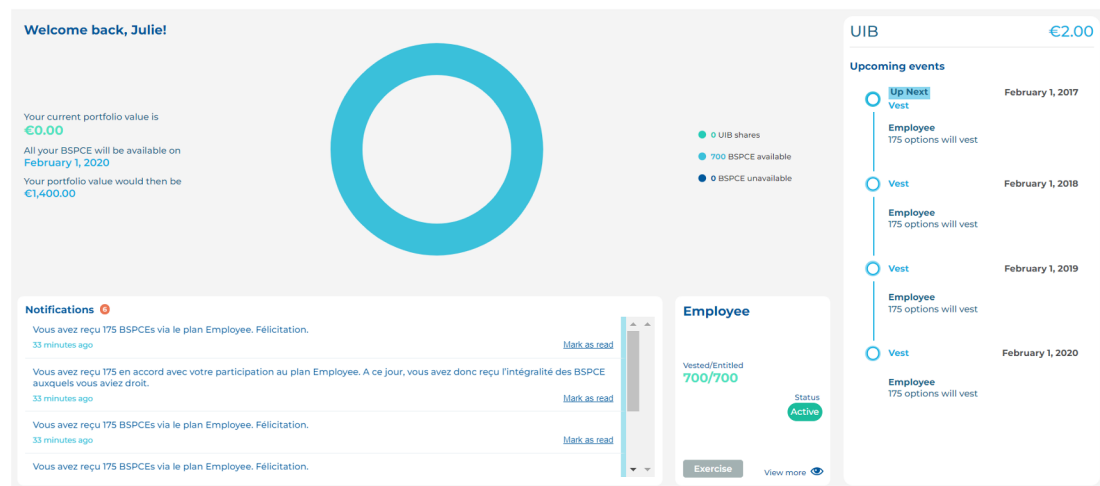 Welcome back, Julie!
Your current portfolio value is
€0.00
All your BSPCE will be available on
February 1, 2020
Your portfolio value would then be
€1,400.00
0 UIB shares
700 BSPCE available
0 BSPCE unavailable
Notifications 6
Vous avez reçu 175 BSPCEs via le plan Employee. Félicitation.
33 minutes ago Mark as read
Vous avez reçu 175 en accord avec votre participation au plan Employee. A ce jour, vous avez donc reçu l'intégralité des BSPCE
auxquels vous aviez droit.
33 minutes ago Mark as read
Vous avez reçu 175 BSPCEs via le plan Employee. Félicitation.
33 minutes ago Mark as read
Vous avez reçu 175 BSPCEs via le plan Employee. Félicitation.
Employee
Vested/Entitled
700/700
Status
Active
Exercise View more
UIB €2.00
Upcoming events
Up Next February 1, 2017
Vest
Employee
175 options will vest
Vest February 1, 2018
Employee
175 options will vest
Vest February 1, 2019
Employee
175 options will vest
Vest February 1, 2020
Employee
175 options will vest